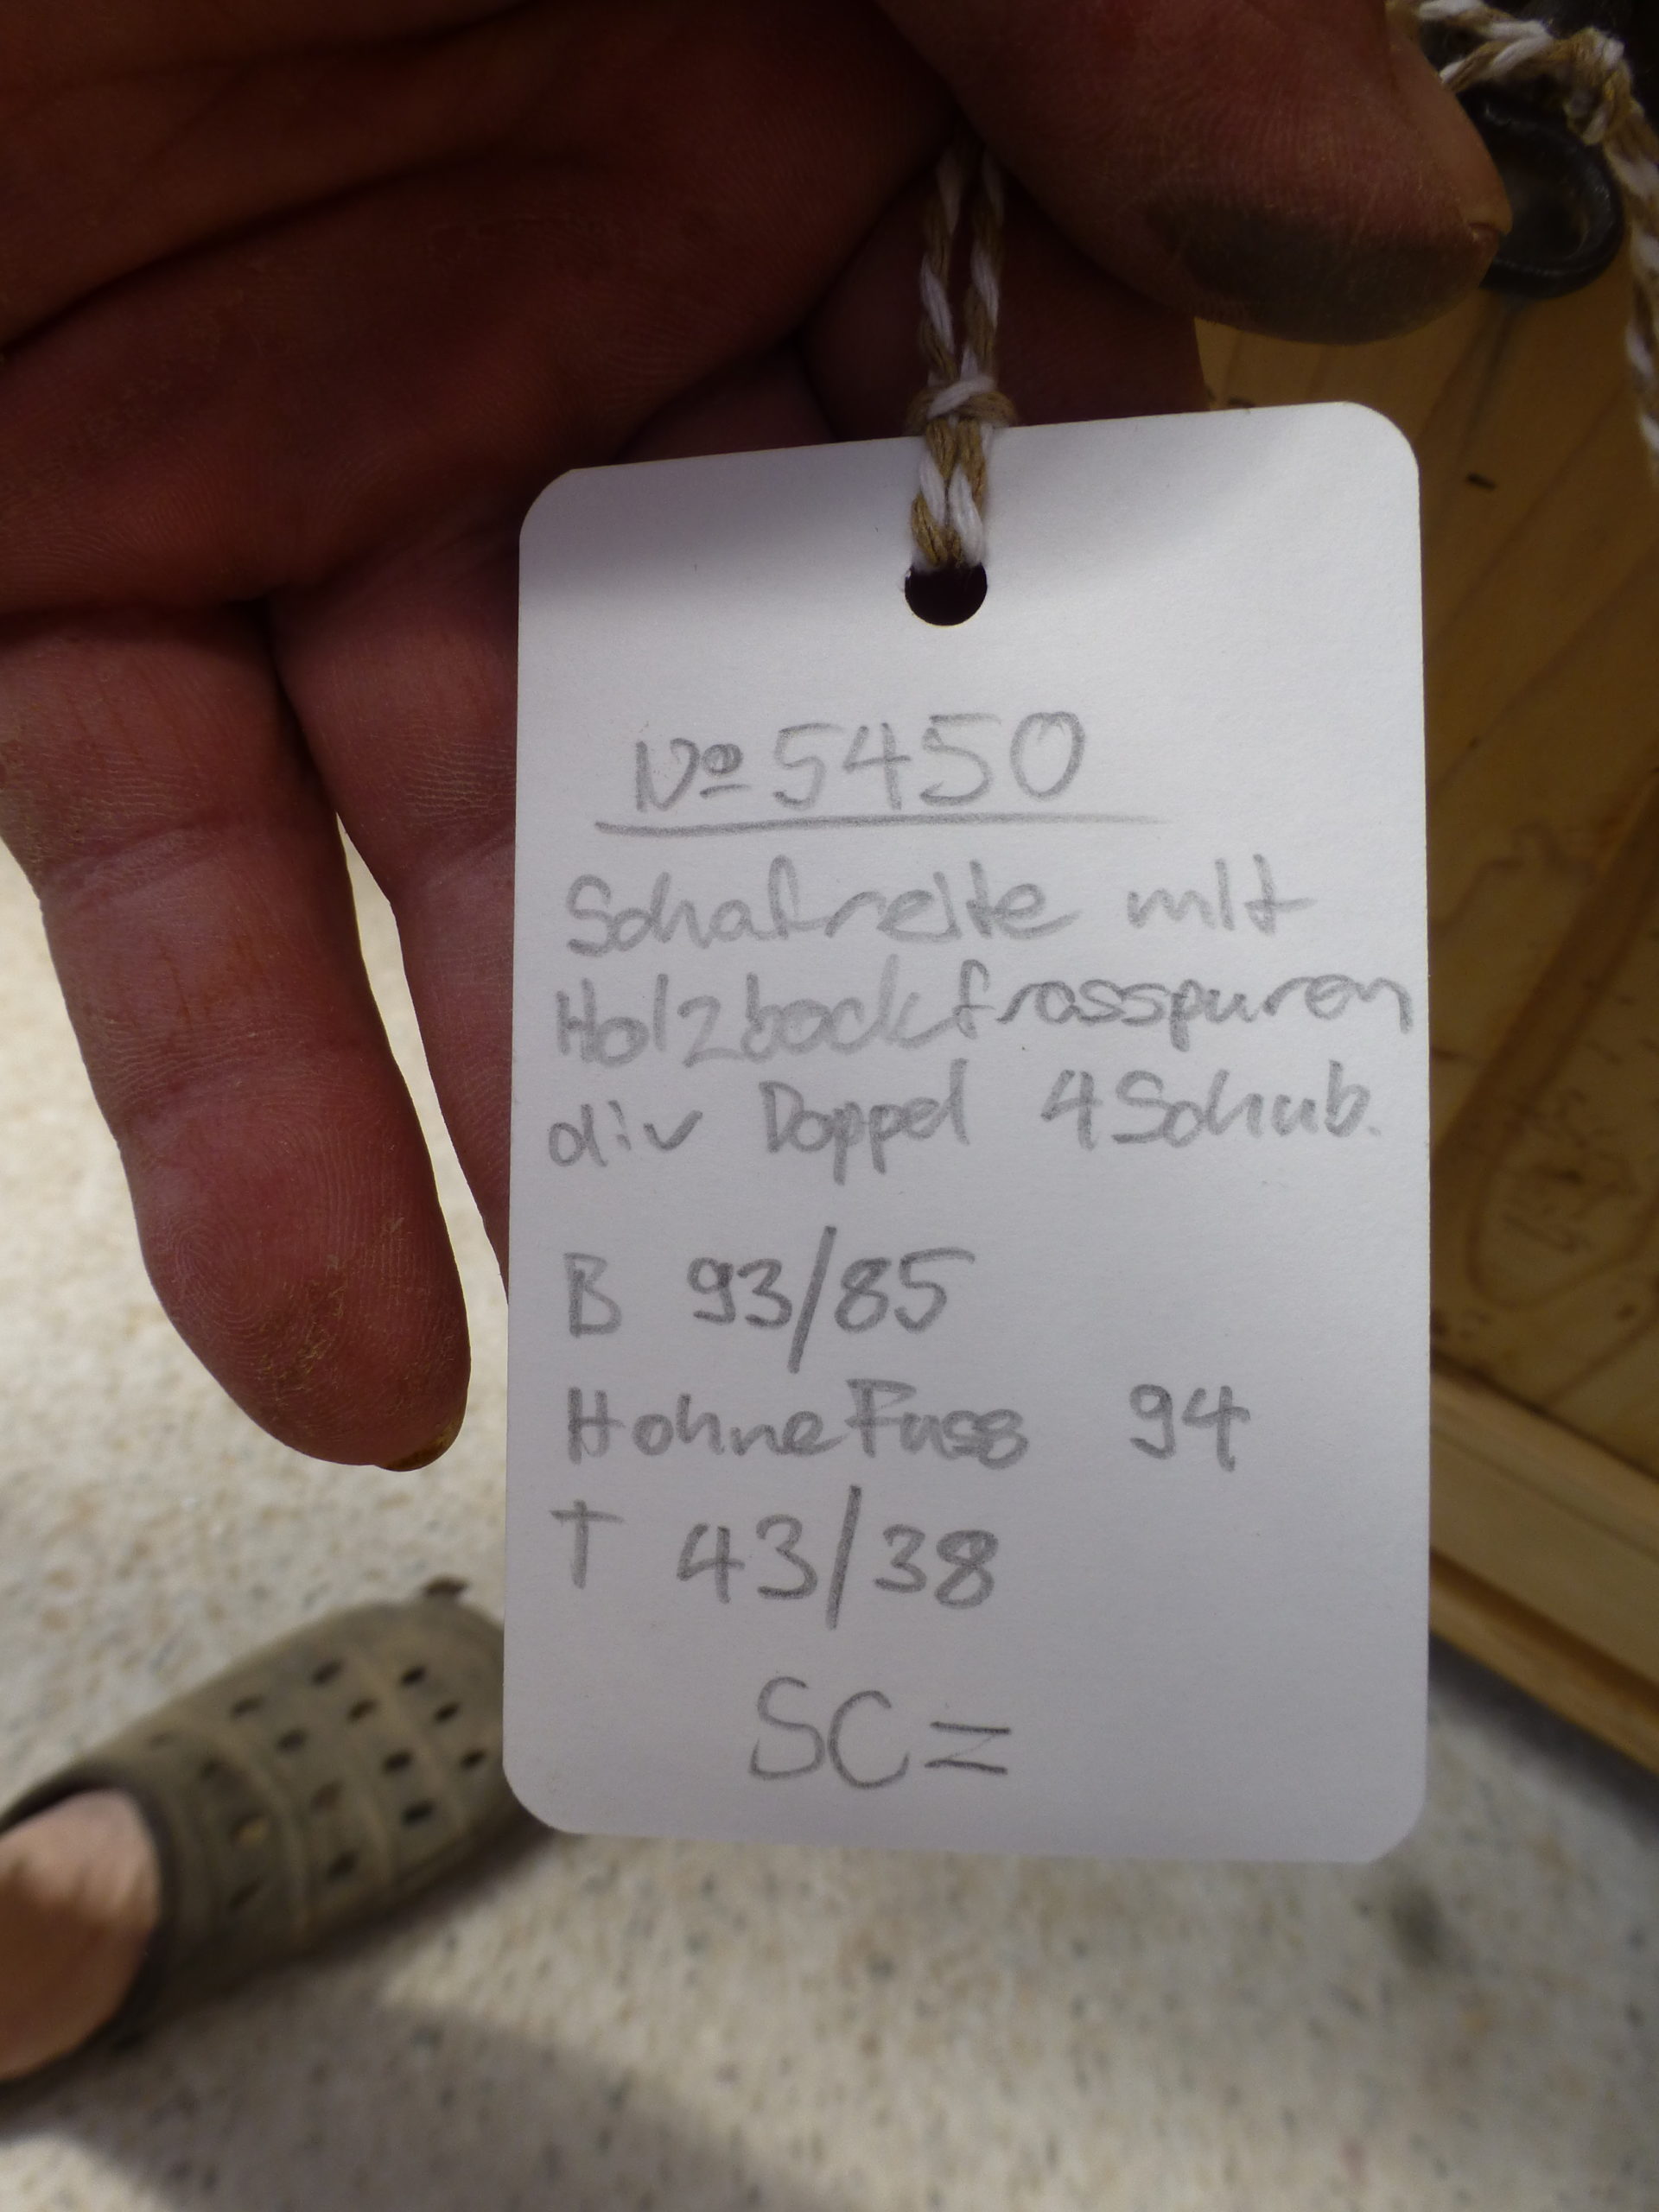 No 5450
Schafreite mit
Holzbockfrasspuren
div Doppel 4 Schub.
B 93/85
H ohne Fuss 94
T 43/38
SC=